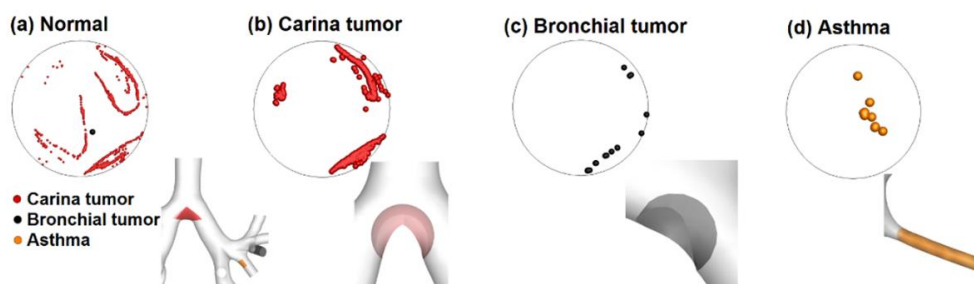 (a) Normal
(b) Carina tumor
(c) Bronchial tumor
(d) Asthma
Carina tumor
Bronchial tumor
Asthma